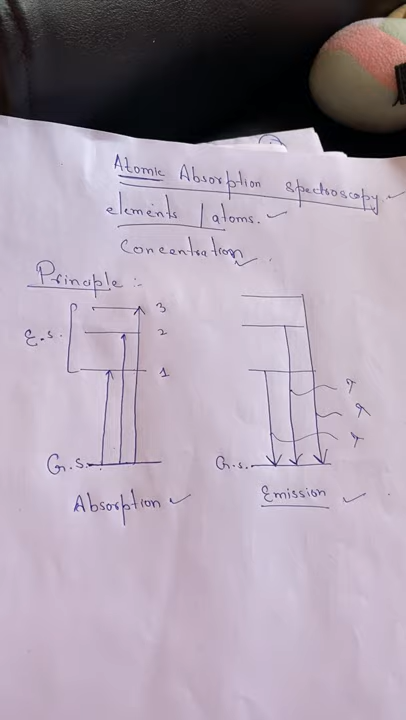 Atomic Absorption spectroscopy
elements / atoms.
Concentration
Principle :-
3
E.s.
2
1
G.s.
G.s.
Absorption
Emission